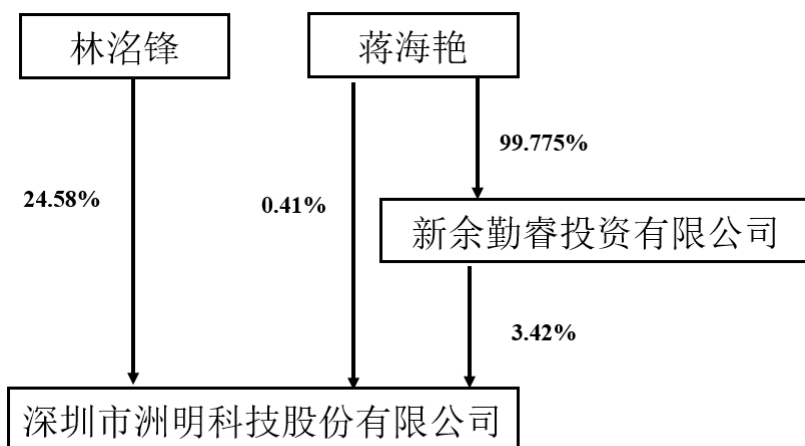 林洺锋
蒋海艳
99.775%
24.58%
0.41%
新余勤睿投资有限公司
3.42%
深圳市洲明科技股份有限公司